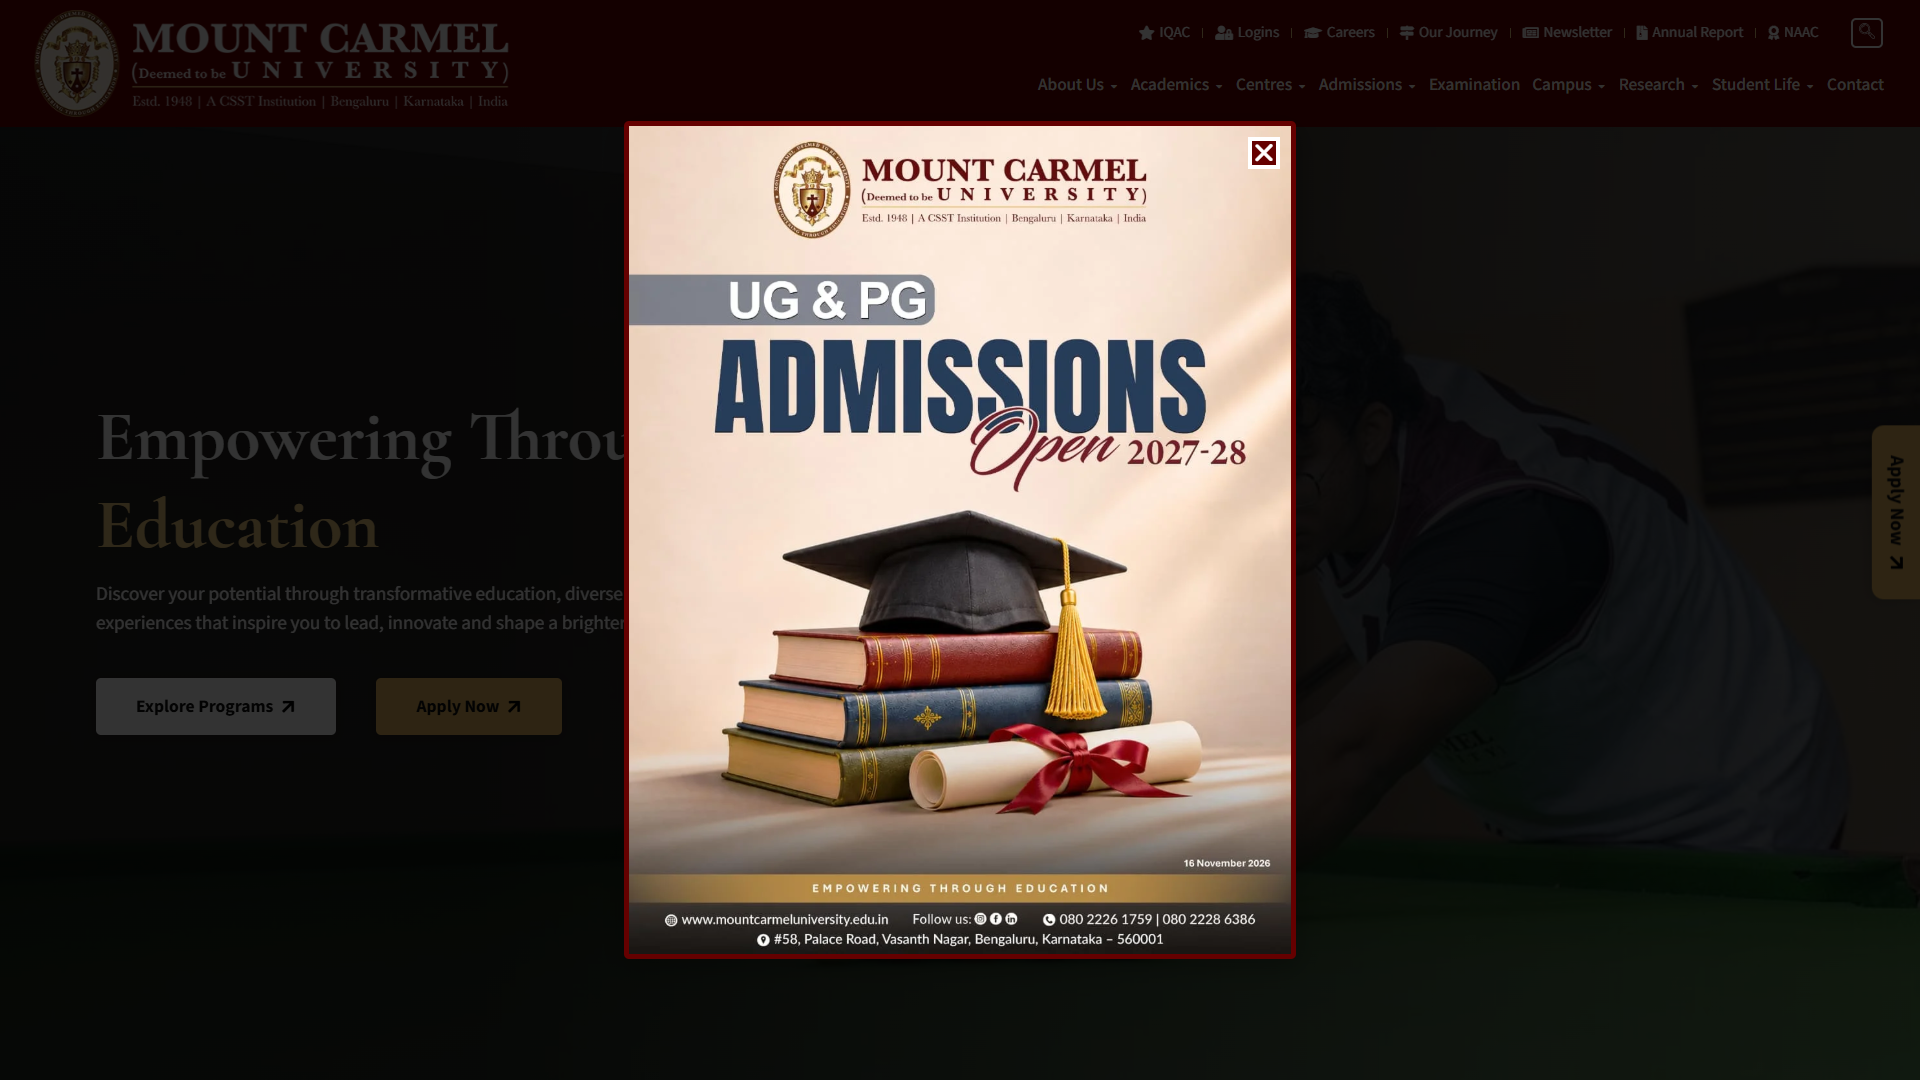 MOUNT CARMEL
(Deemed to be UNIVERSITY)
Estd. 1948 | A CSST Institution | Bengaluru | Karnataka | India
IQAC | Logins | Careers | Our Journey | Newsletter | Annual Report | NAAC
About Us Academics Centres Admissions Examination Campus Research Student Life Contact
MOUNT CARMEL
(Deemed to be UNIVERSITY)
Estd. 1948 | A CSST Institution | Bengaluru | Karnataka | India
UG & PG
ADMISSIONS
Open 2027-28
16 November 2026
EMPOWERING THROUGH EDUCATION
www.mountcarmeluniversity.edu.in Follow us: 080 2226 1759 | 080 2228 6386
#58, Palace Road, Vasanth Nagar, Bengaluru, Karnataka – 560001
Empowering
Education
Discover your potential through transformative education, diverse
experiences that inspire you to lead, innovate and shape a brighter
Explore Programs
Apply Now
Apply Now